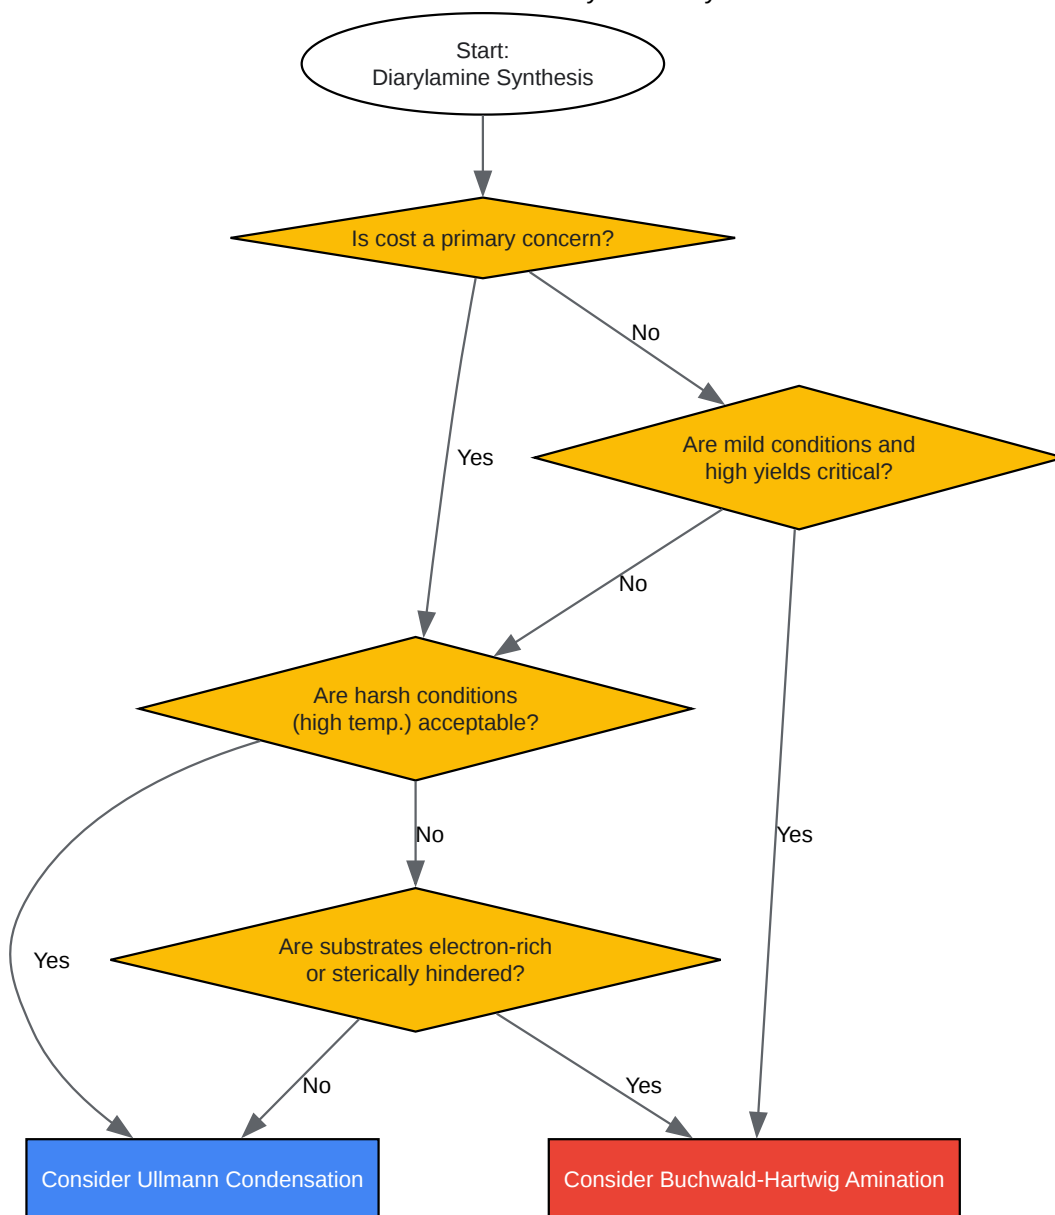 Start:
Diarylamine Synthesis
Is cost a primary concern?
No
Are mild conditions and
high yields critical?
Yes
No
Are harsh conditions
(high temp.) acceptable?
No
Yes
Are substrates electron-rich
or sterically hindered?
Yes
No
Yes
Consider Ullmann Condensation
Consider Buchwald-Hartwig Amination